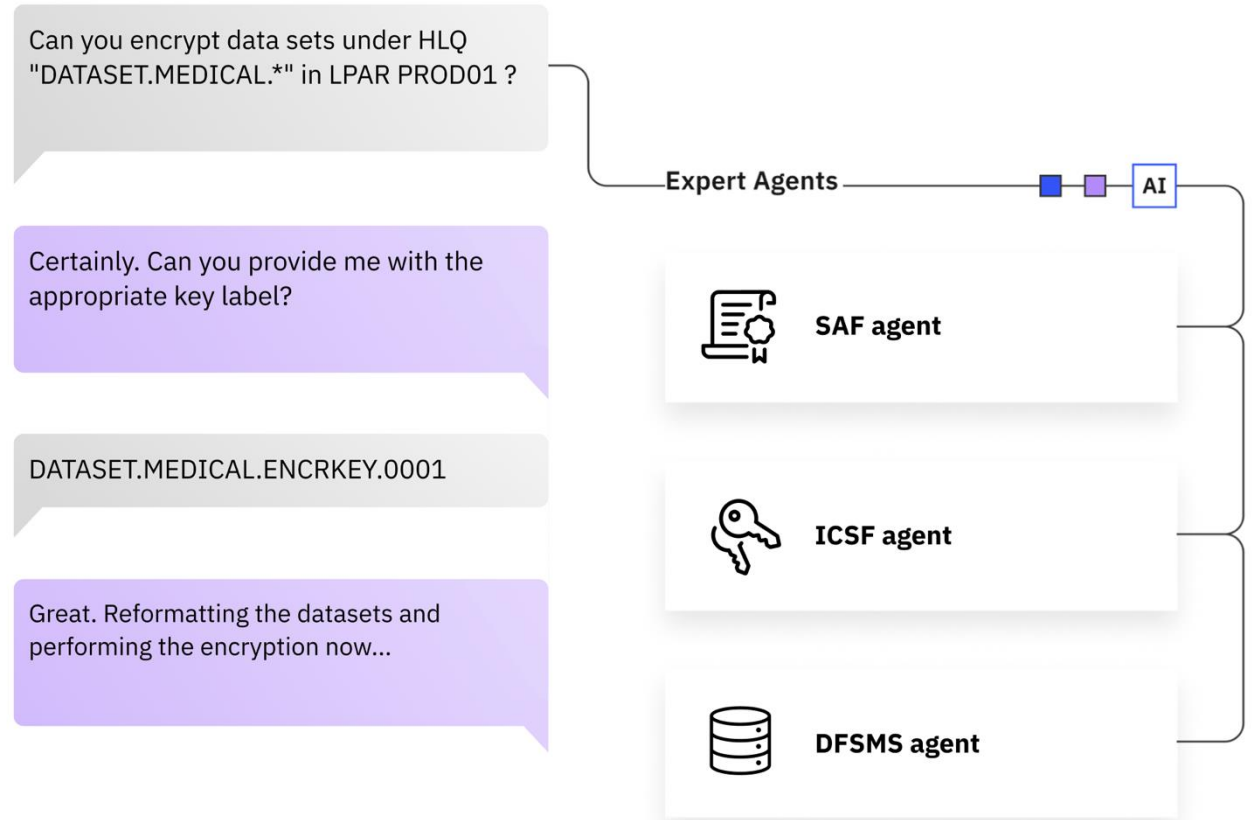 Can you encrypt data sets under HLQ
"DATASET.MEDICAL.*" in LPAR PROD01 ?
Certainly. Can you provide me with the
appropriate key label?
DATASET.MEDICAL.ENCRKEY.0001
Great. Reformatting the datasets and
performing the encryption now...
Expert Agents
AI
SAF agent
ICSF agent
DFSMS agent